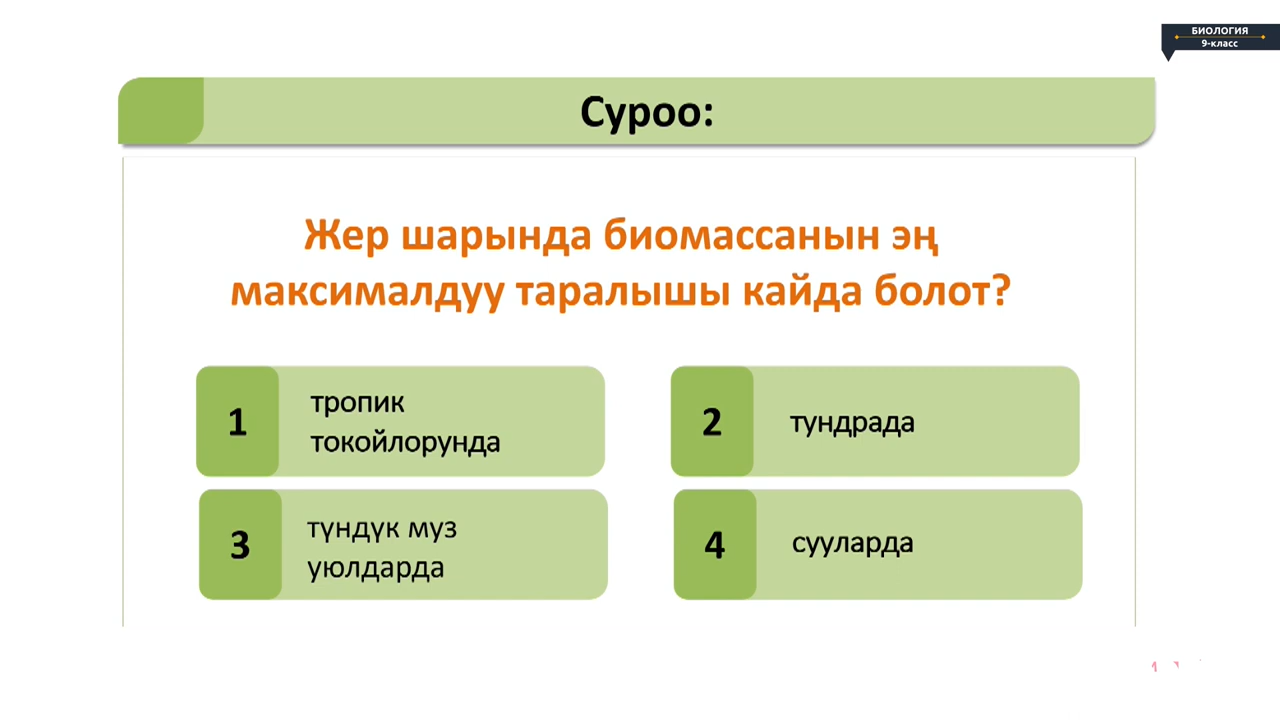 БИОЛОГИЯ
9-класс
Суроо:
Жер шарында биомассанын эң
максималдуу таралышы кайда болот?
1
тропик
токойлорунда
2
тундрада
3
түндүк муз
уюлдарда
4
сууларда